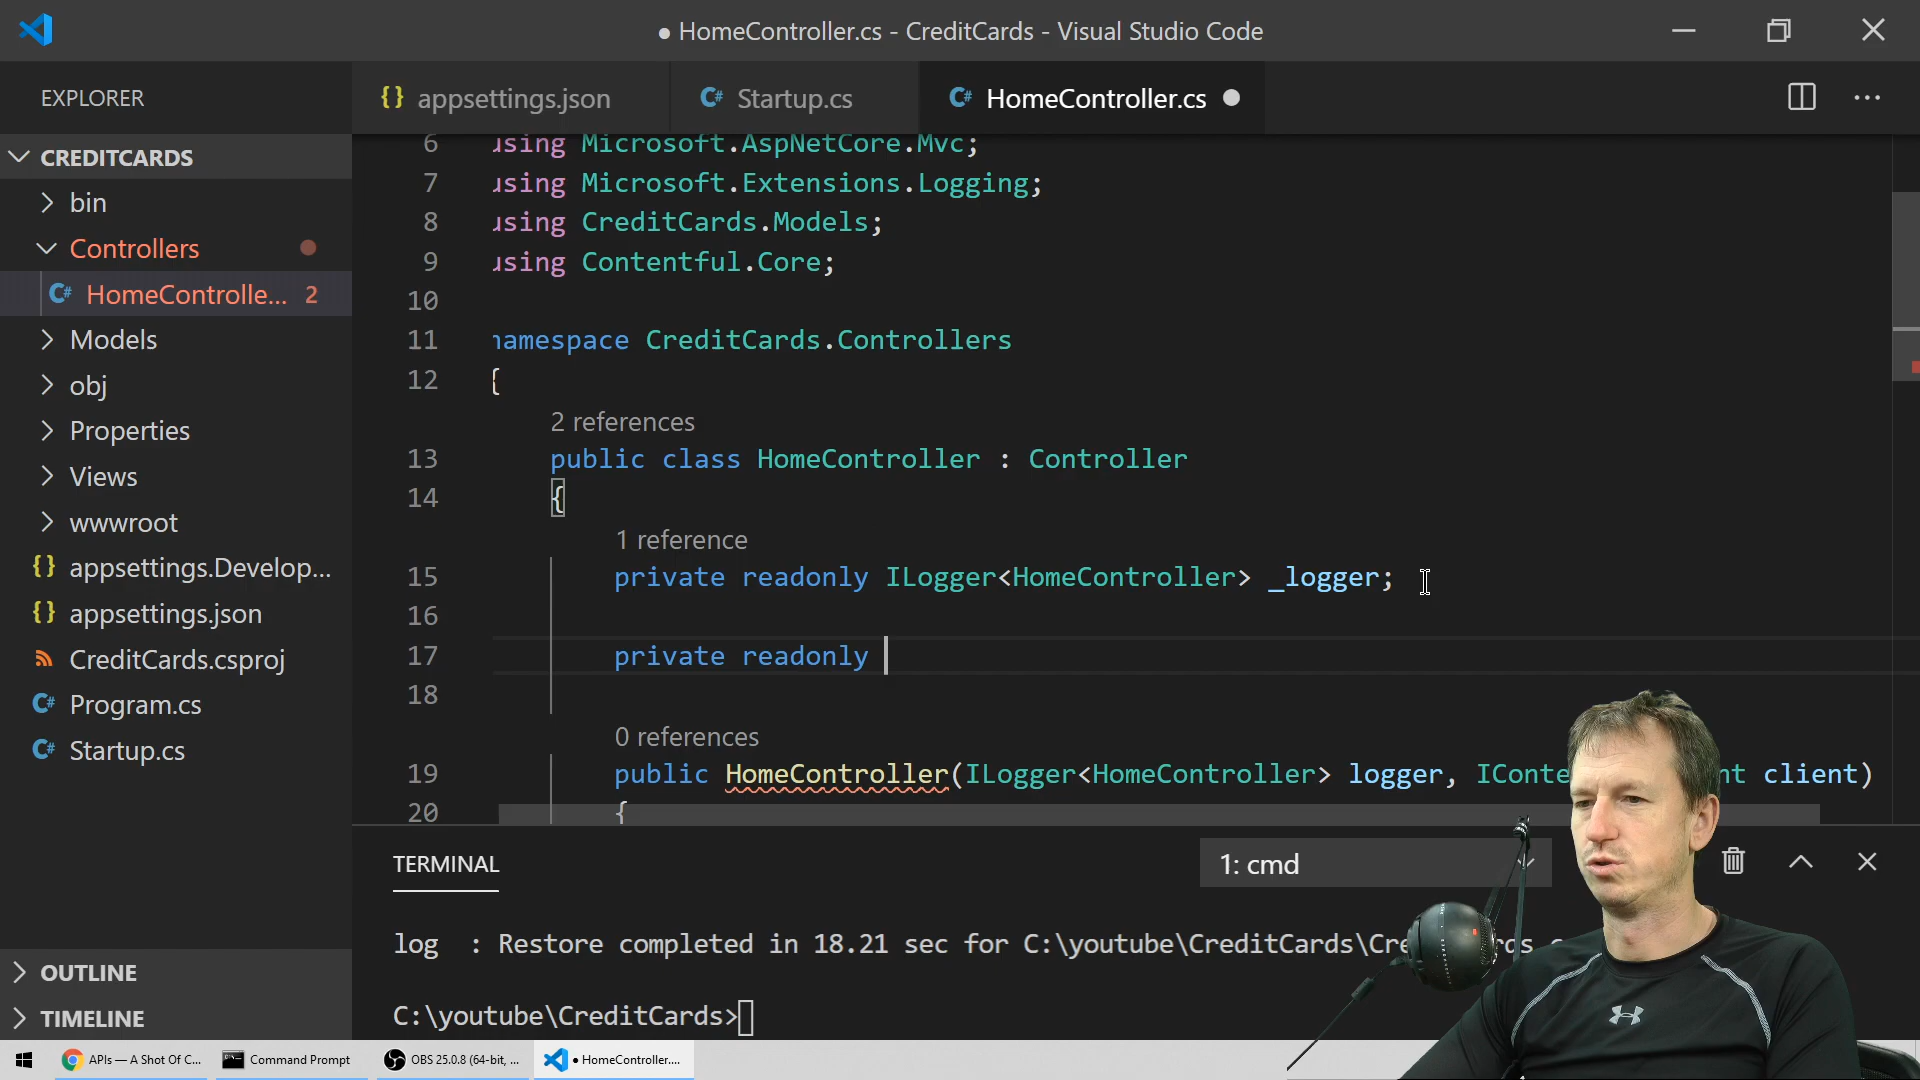 ● HomeController.cs - CreditCards - Visual Studio Code
EXPLORER
{} appsettings.json
C# Startup.cs
C# HomeController.cs ●
CREDITCARDS
bin
Controllers
C# HomeControlle... 2
Models
obj
Properties
Views
wwwroot
{} appsettings.Develop...
{} appsettings.json
CreditCards.csproj
C# Program.cs
C# Startup.cs
OUTLINE
TIMELINE
6 using Microsoft.AspNetCore.Mvc;
7 using Microsoft.Extensions.Logging;
8 using CreditCards.Models;
9 using Contentful.Core;
10
11 namespace CreditCards.Controllers
12 {
2 references
13 public class HomeController : Controller
14 {
1 reference
15 private readonly ILogger<HomeController> _logger;
16
17 private readonly
18
0 references
19 public HomeController(ILogger<HomeController> logger, IConte nt client)
20 {
TERMINAL
1: cmd
log : Restore completed in 18.21 sec for C:\youtube\CreditCards\Cre ds
C:\youtube\CreditCards>
APIs — A Shot Of C...
Command Prompt
OBS 25.0.8 (64-bit, ...
● HomeController....